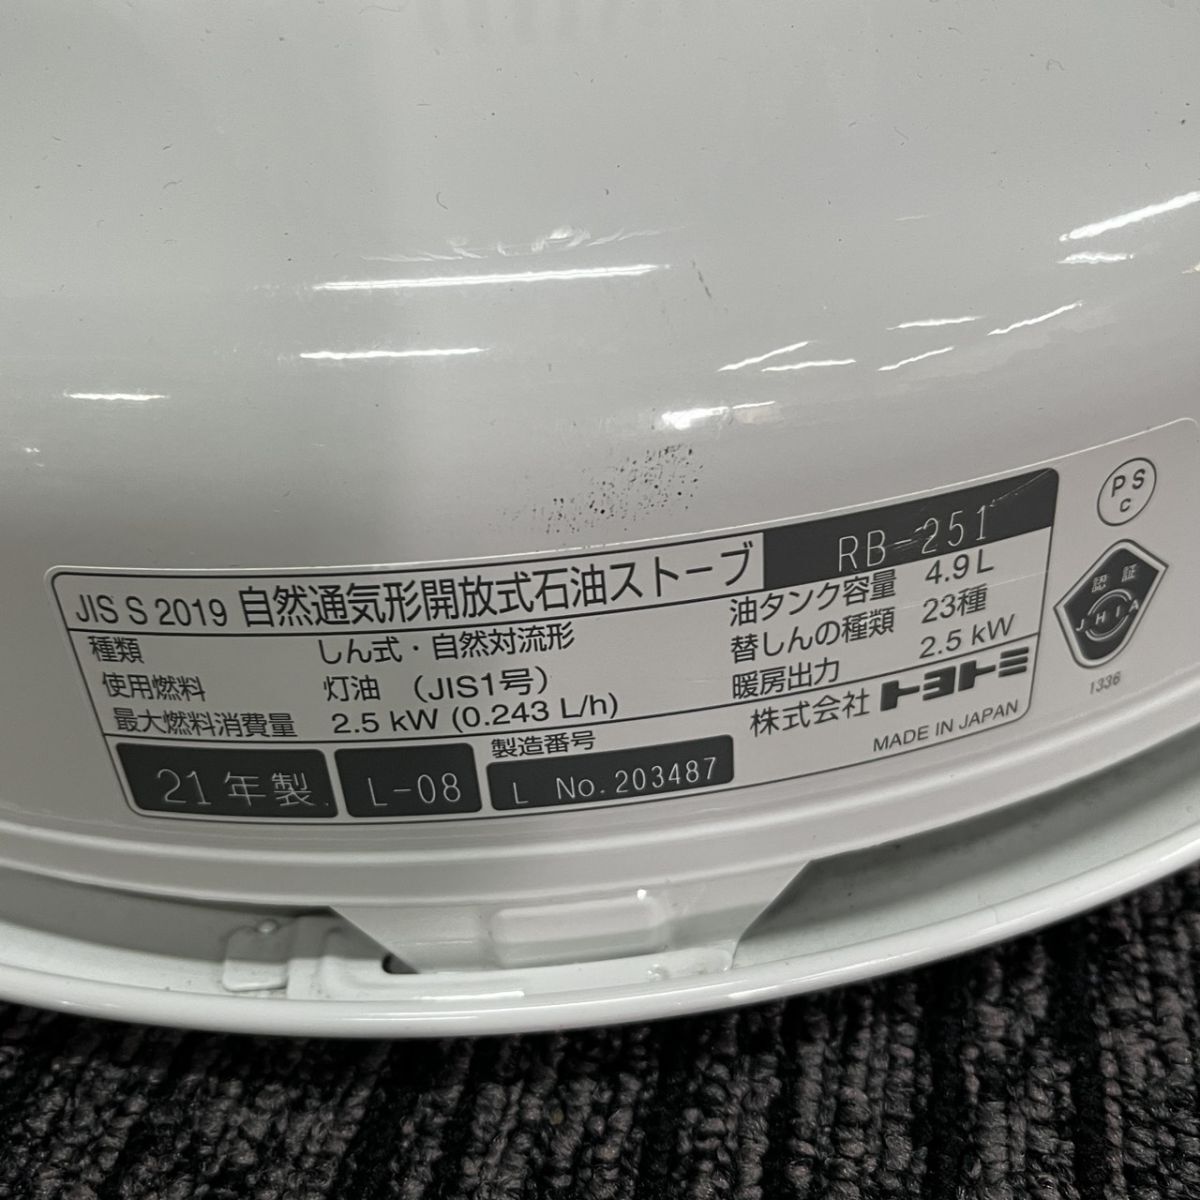 JIS S 2019 自然通気形開放式石油ストーブ RB-251
種類 しん式・自然対流形
使用燃料 灯油 (JIS1号)
最大燃料消費量 2.5 kW (0.243 L/h)
油タンク容量 4.9 L
替しんの種類 23種
暖房出力 2.5 kW
21年製 L-08
製造番号
L No.203487
株式会社 トヨトミ
MADE IN JAPAN
PS
C
認証
JHIA
1336